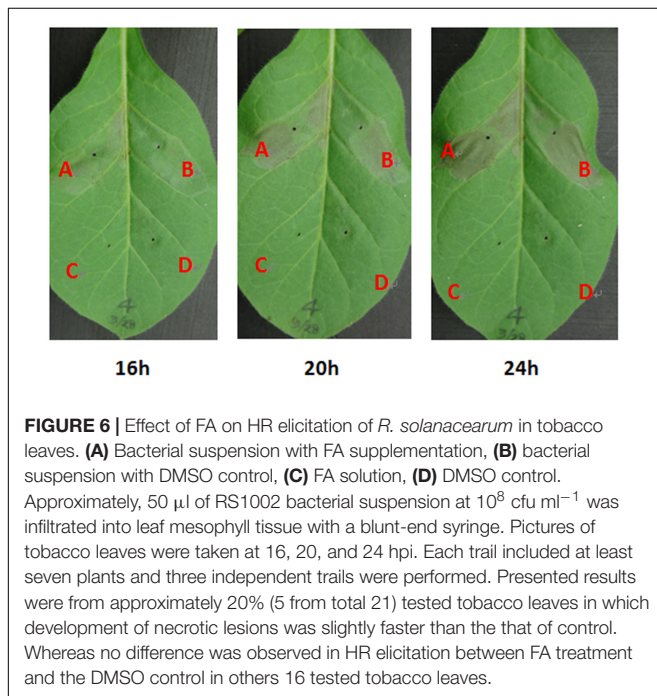 A
B
C
D
4
3/28
A
B
C
D
4
3/28
A
B
C
D
4
3/28
16h
20h
24h
FIGURE 6 | Effect of FA on HR elicitation of R. solanacearum in tobacco
leaves. (A) Bacterial suspension with FA supplementation, (B) bacterial
suspension with DMSO control, (C) FA solution, (D) DMSO control.
Approximately, 50 μl of RS1002 bacterial suspension at 10⁸ cfu ml⁻¹ was
infiltrated into leaf mesophyll tissue with a blunt-end syringe. Pictures of
tobacco leaves were taken at 16, 20, and 24 hpi. Each trail included at least
seven plants and three independent trails were performed. Presented results
were from approximately 20% (5 from total 21) tested tobacco leaves in which
development of necrotic lesions was slightly faster than the that of control.
Whereas no difference was observed in HR elicitation between FA treatment
and the DMSO control in others 16 tested tobacco leaves.